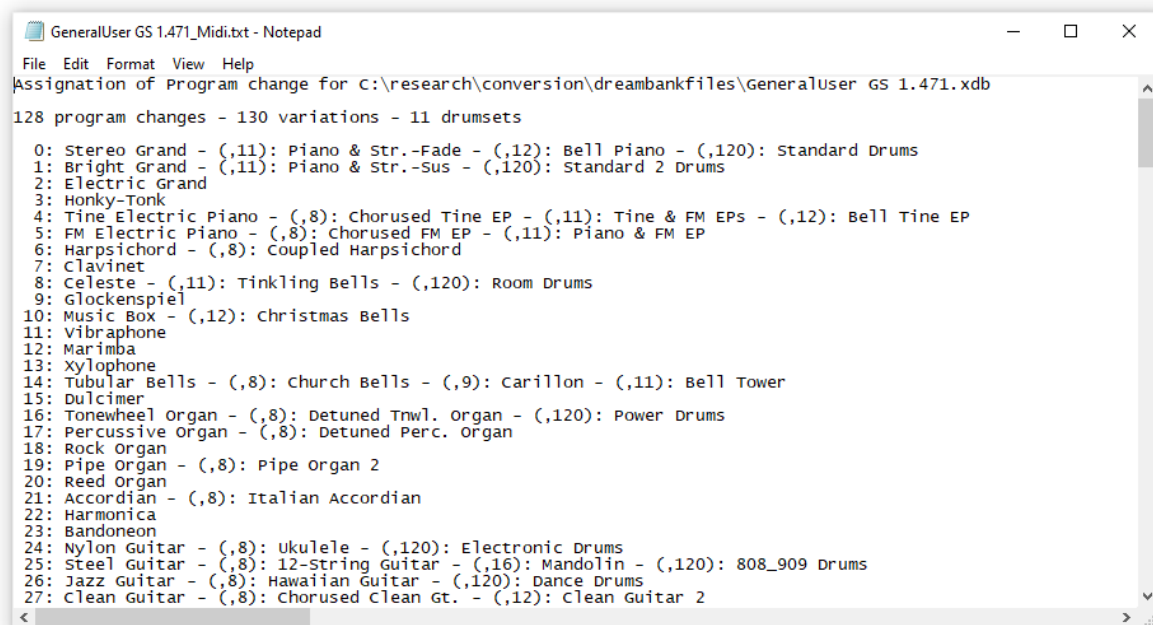 GeneralUser GS 1.471_Midi.txt - Notepad
File Edit Format View Help
Assignation of Program change for C:\research\conversion\dreambankfiles\GeneralUser GS 1.471.xdb
128 program changes - 130 variations - 11 drumsets
0: Stereo Grand - (,11): Piano & Str.-Fade - (,12): Bell Piano - (,120): Standard Drums
1: Bright Grand - (,11): Piano & Str.-Sus - (,120): Standard 2 Drums
2: Electric Grand
3: Honky-Tonk
4: Tine Electric Piano - (,8): Chorused Tine EP - (,11): Tine & FM EPs - (,12): Bell Tine EP
5: FM Electric Piano - (,8): Chorused FM EP - (,11): Piano & FM EP
6: Harpsichord - (,8): Coupled Harpsichord
7: Clavinet
8: Celeste - (,11): Tinkling Bells - (,120): Room Drums
9: Glockenspiel
10: Music Box - (,12): Christmas Bells
11: Vibraphone
12: Marimba
13: Xylophone
14: Tubular Bells - (,8): Church Bells - (,9): Carillon - (,11): Bell Tower
15: Dulcimer
16: Tonewheel Organ - (,8): Detuned Tnwl. Organ - (,120): Power Drums
17: Percussive Organ - (,8): Detuned Perc. Organ
18: Rock Organ
19: Pipe Organ - (,8): Pipe Organ 2
20: Reed Organ
21: Accordian - (,8): Italian Accordian
22: Harmonica
23: Bandoneon
24: Nylon Guitar - (,8): Ukulele - (,120): Electronic Drums
25: Steel Guitar - (,8): 12-String Guitar - (,16): Mandolin - (,120): 808_909 Drums
26: Jazz Guitar - (,8): Hawaiian Guitar - (,120): Dance Drums
27: Clean Guitar - (,8): Chorused Clean Gt. - (,12): Clean Guitar 2